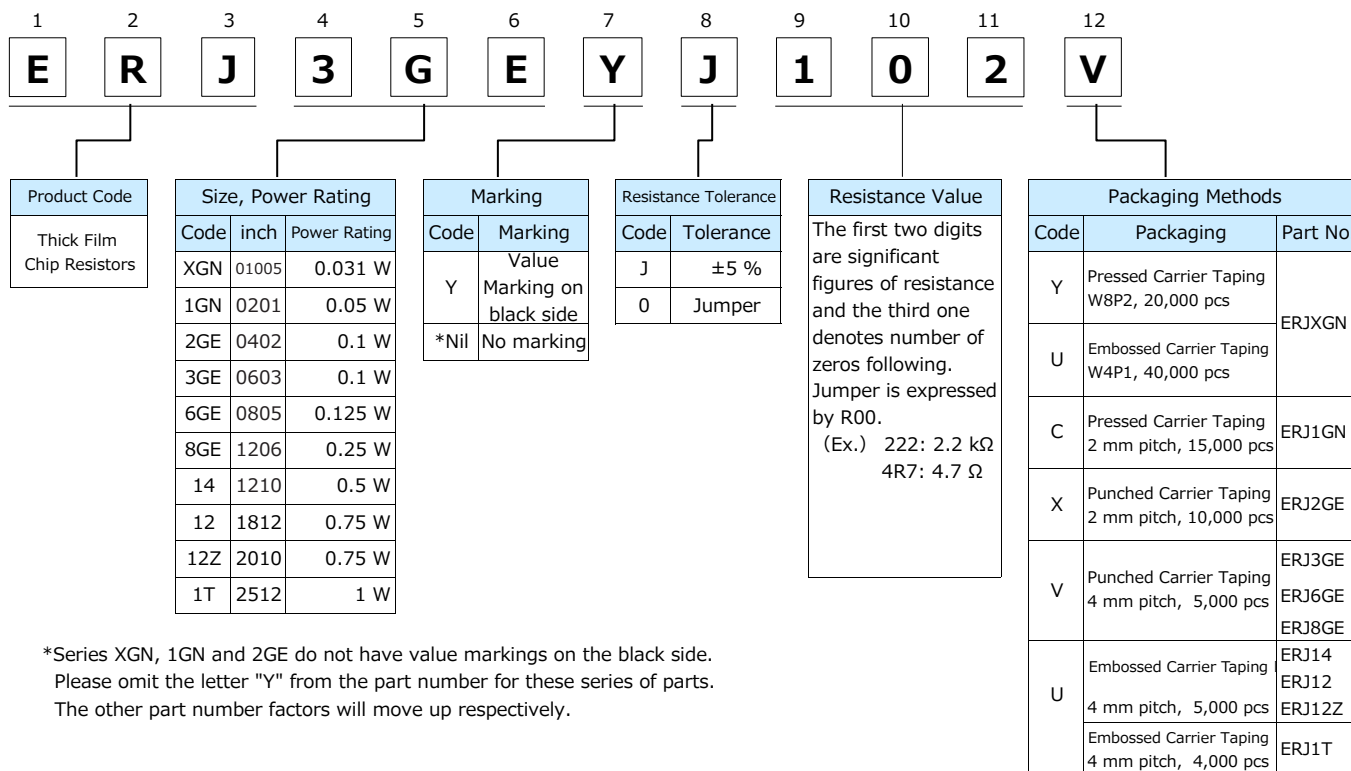 1 2 3 4 5 6 7 8 9 10 11 12
E R J 3 G E Y J 1 0 2 V
Product Code
Thick Film
Chip Resistors
Size, Power Rating
Code inch Power Rating
XGN 01005 0.031 W
1GN 0201 0.05 W
2GE 0402 0.1 W
3GE 0603 0.1 W
6GE 0805 0.125 W
8GE 1206 0.25 W
14 1210 0.5 W
12 1812 0.75 W
12Z 2010 0.75 W
1T 2512 1 W
Marking
Code Marking
Y Value
Marking on
black side
*Nil No marking
Resistance Tolerance
Code Tolerance
J ±5 %
0 Jumper
Resistance Value
The first two digits
are significant
figures of resistance
and the third one
denotes number of
zeros following.
Jumper is expressed
by R00.
(Ex.) 222: 2.2 kΩ
4R7: 4.7 Ω
Packaging Methods
Code Packaging Part No
Y Pressed Carrier Taping
W8P2, 20,000 pcs
ERJXGN
U Embossed Carrier Taping
W4P1, 40,000 pcs
C Pressed Carrier Taping
2 mm pitch, 15,000 pcs ERJ1GN
X Punched Carrier Taping
2 mm pitch, 10,000 pcs ERJ2GE
V Punched Carrier Taping
4 mm pitch, 5,000 pcs
ERJ3GE
ERJ6GE
ERJ8GE
U Embossed Carrier Taping
4 mm pitch, 5,000 pcs
ERJ14
ERJ12
ERJ12Z
Embossed Carrier Taping
4 mm pitch, 4,000 pcs ERJ1T
*Series XGN, 1GN and 2GE do not have value markings on the black side.
Please omit the letter "Y" from the part number for these series of parts.
The other part number factors will move up respectively.